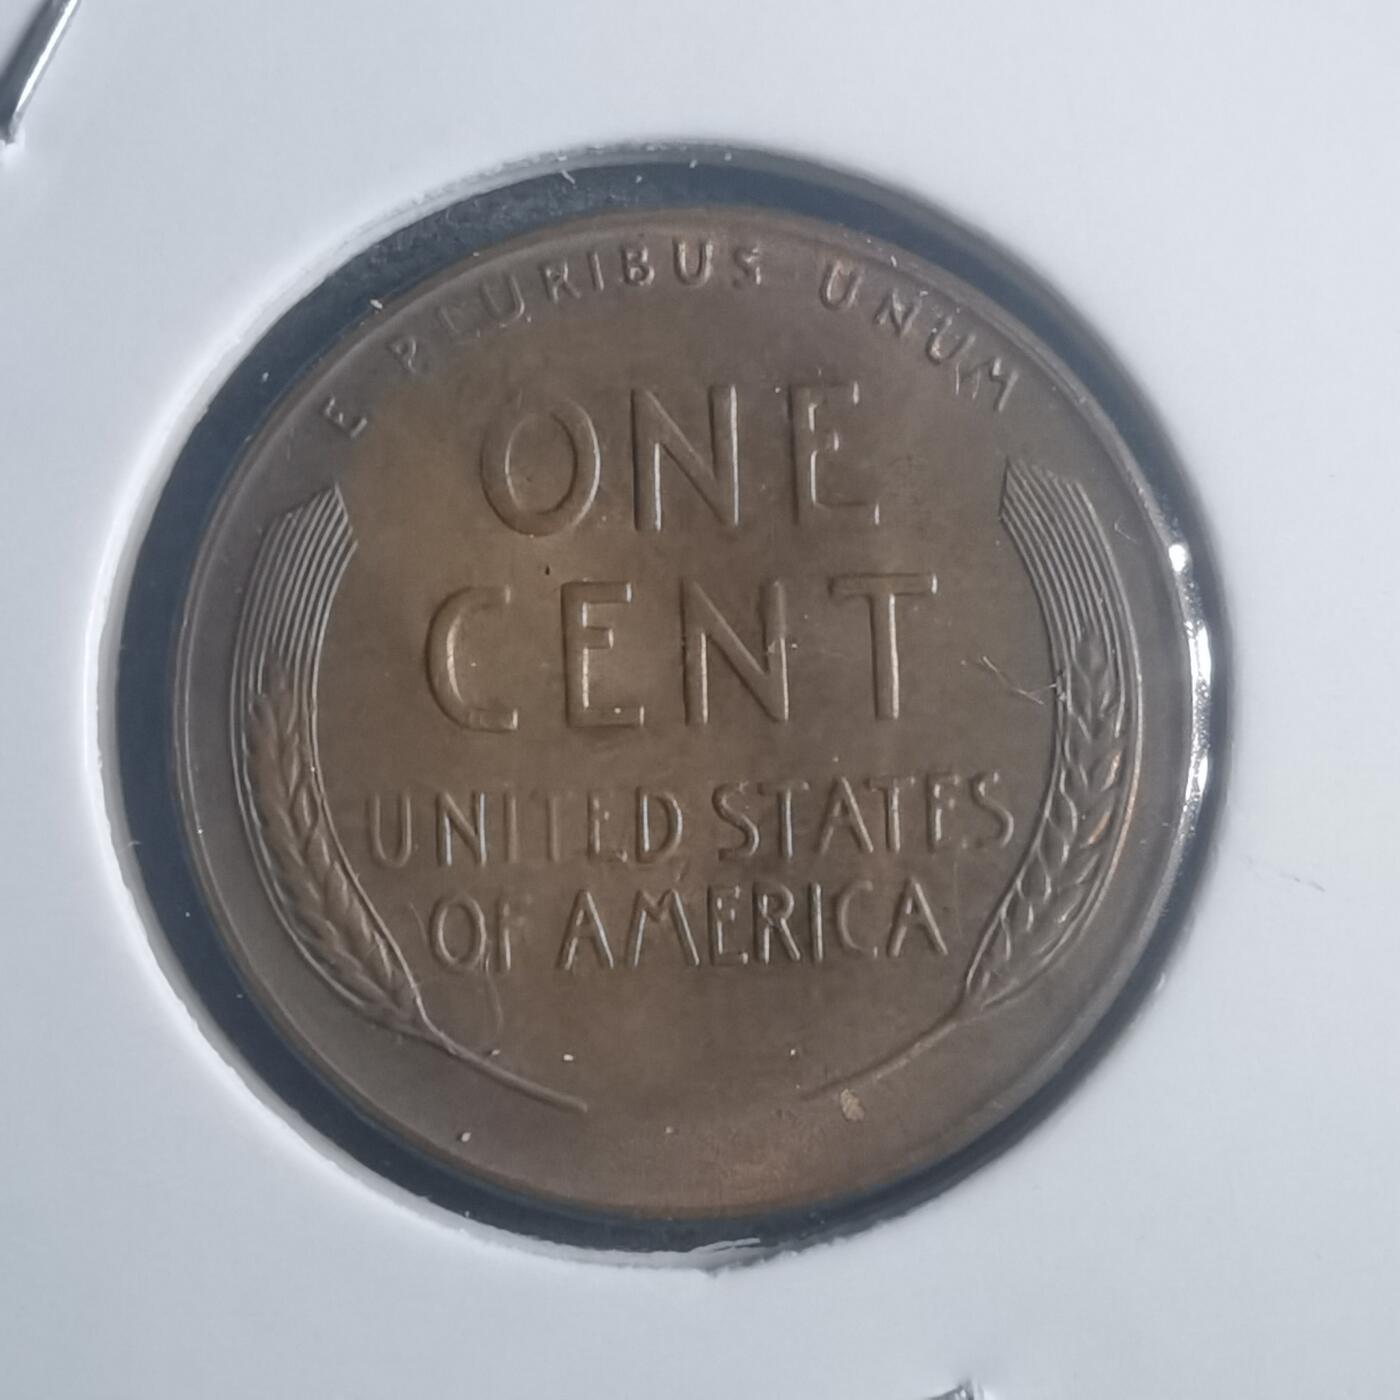 E PLURIBUS UNUM
ONE
CENT
UNITED STATES
OF AMERICA